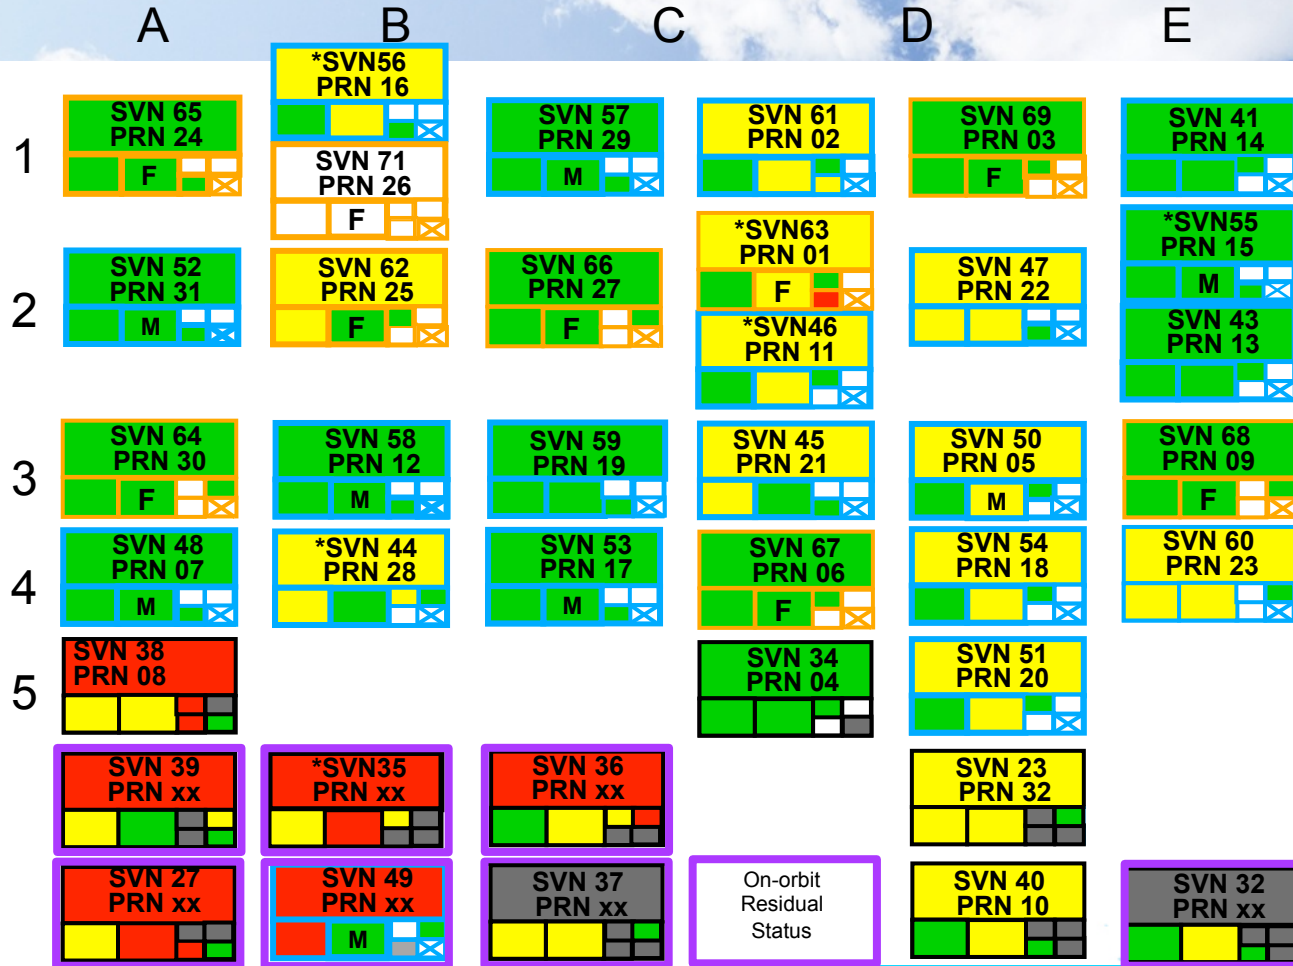 A B C D E
*SVN56
PRN 16
1
SVN 65
PRN 24
F
SVN 71
PRN 26
F
SVN 57
PRN 29
M
SVN 61
PRN 02
SVN 69
PRN 03
F
SVN 41
PRN 14
2
SVN 52
PRN 31
M
SVN 62
PRN 25
F
SVN 66
PRN 27
F
*SVN63
PRN 01
F
*SVN46
PRN 11
SVN 47
PRN 22
*SVN55
PRN 15
M
SVN 43
PRN 13
3
SVN 64
PRN 30
F
SVN 58
PRN 12
M
SVN 59
PRN 19
SVN 45
PRN 21
SVN 50
PRN 05
M
SVN 68
PRN 09
F
4
SVN 48
PRN 07
M
*SVN 44
PRN 28
SVN 53
PRN 17
M
SVN 67
PRN 06
F
SVN 54
PRN 18
SVN 60
PRN 23
5
SVN 38
PRN 08
SVN 34
PRN 04
SVN 51
PRN 20
SVN 39
PRN xx
*SVN35
PRN xx
SVN 36
PRN xx
SVN 23
PRN 32
SVN 27
PRN xx
SVN 49
PRN xx
M
SVN 37
PRN xx
On-orbit
Residual
Status
SVN 40
PRN 10
SVN 32
PRN xx